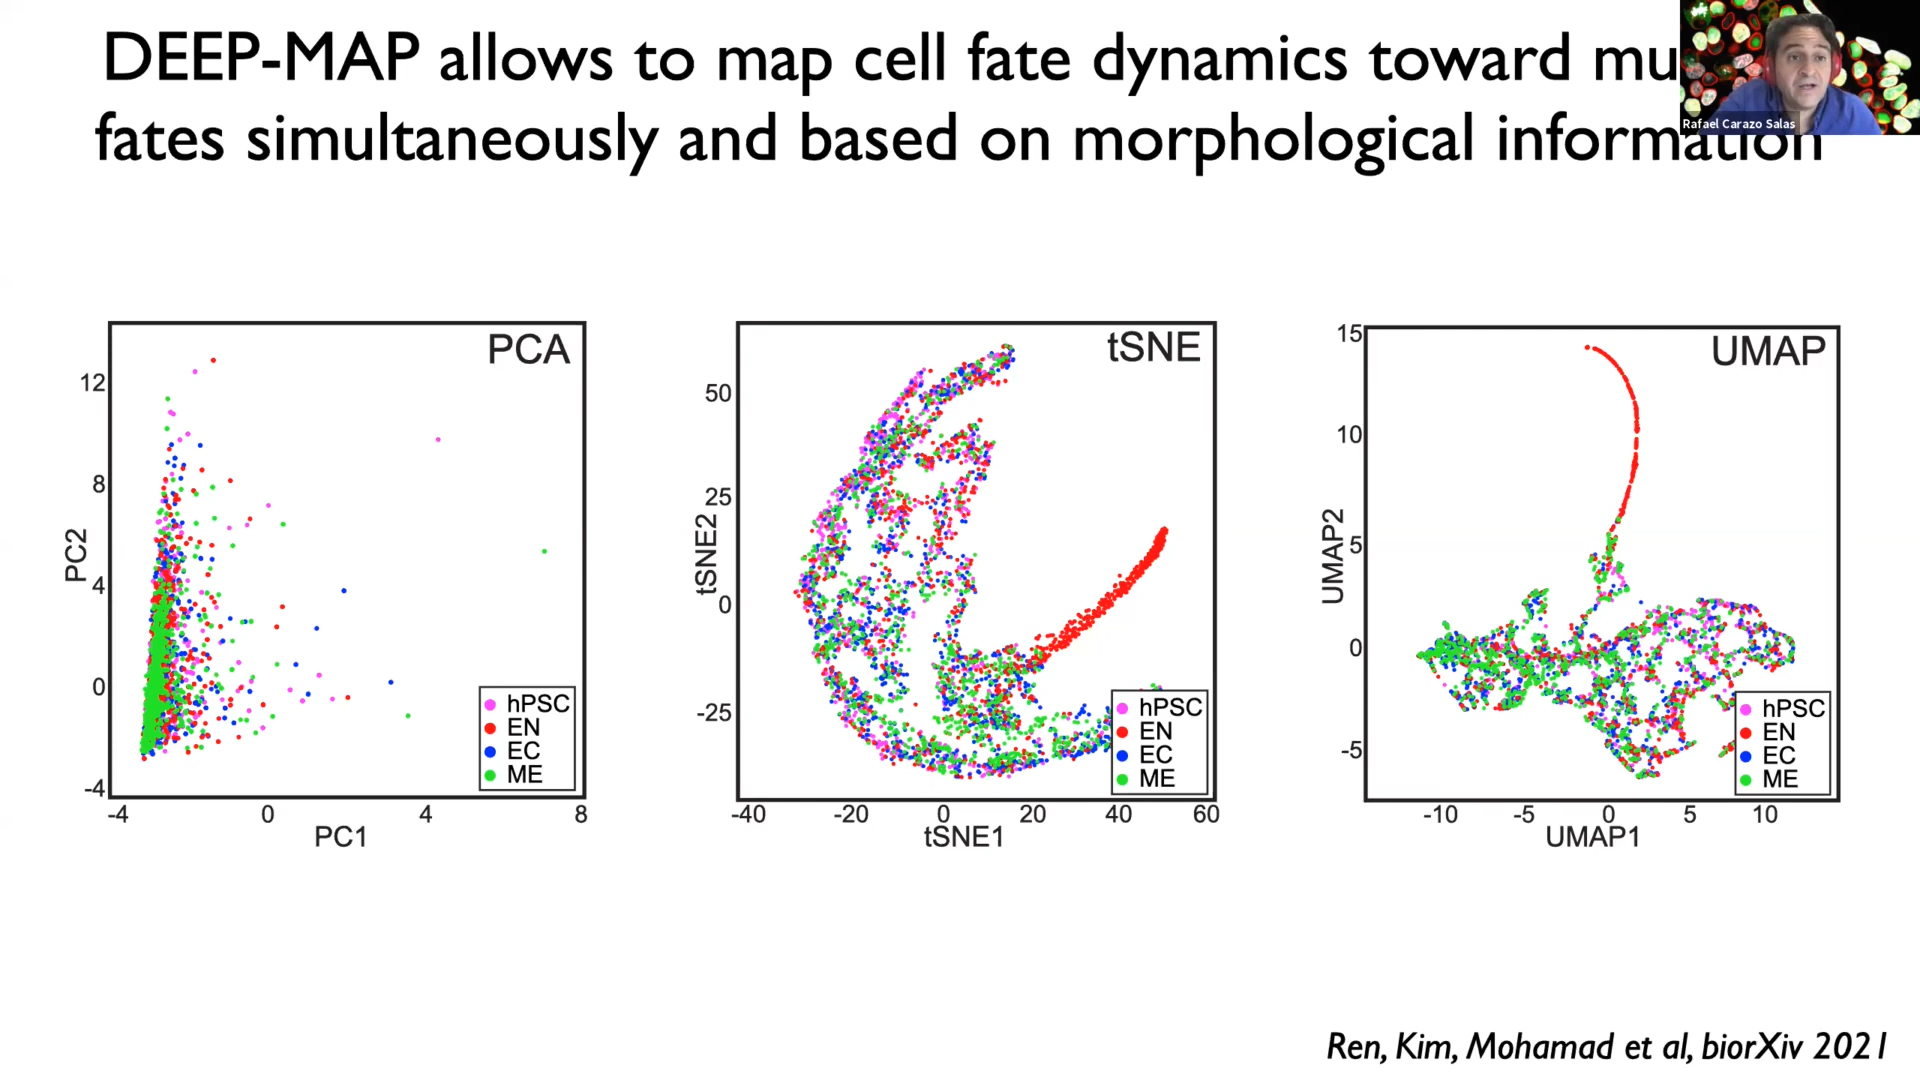 DEEP-MAP allows to map cell fate dynamics toward mu
fates simultaneously and based on morphological information
Rafael Carazo Salas
PCA
12
8
4
0
-4
PC2
-4 0 4 8
PC1
hPSC
EN
EC
ME
tSNE
50
25
0
-25
tSNE2
-40 -20 0 20 40 60
tSNE1
hPSC
EN
EC
ME
UMAP
15
10
5
0
-5
UMAP2
-10 -5 0 5 10
UMAP1
hPSC
EN
EC
ME
Ren, Kim, Mohamad et al, biorXiv 2021